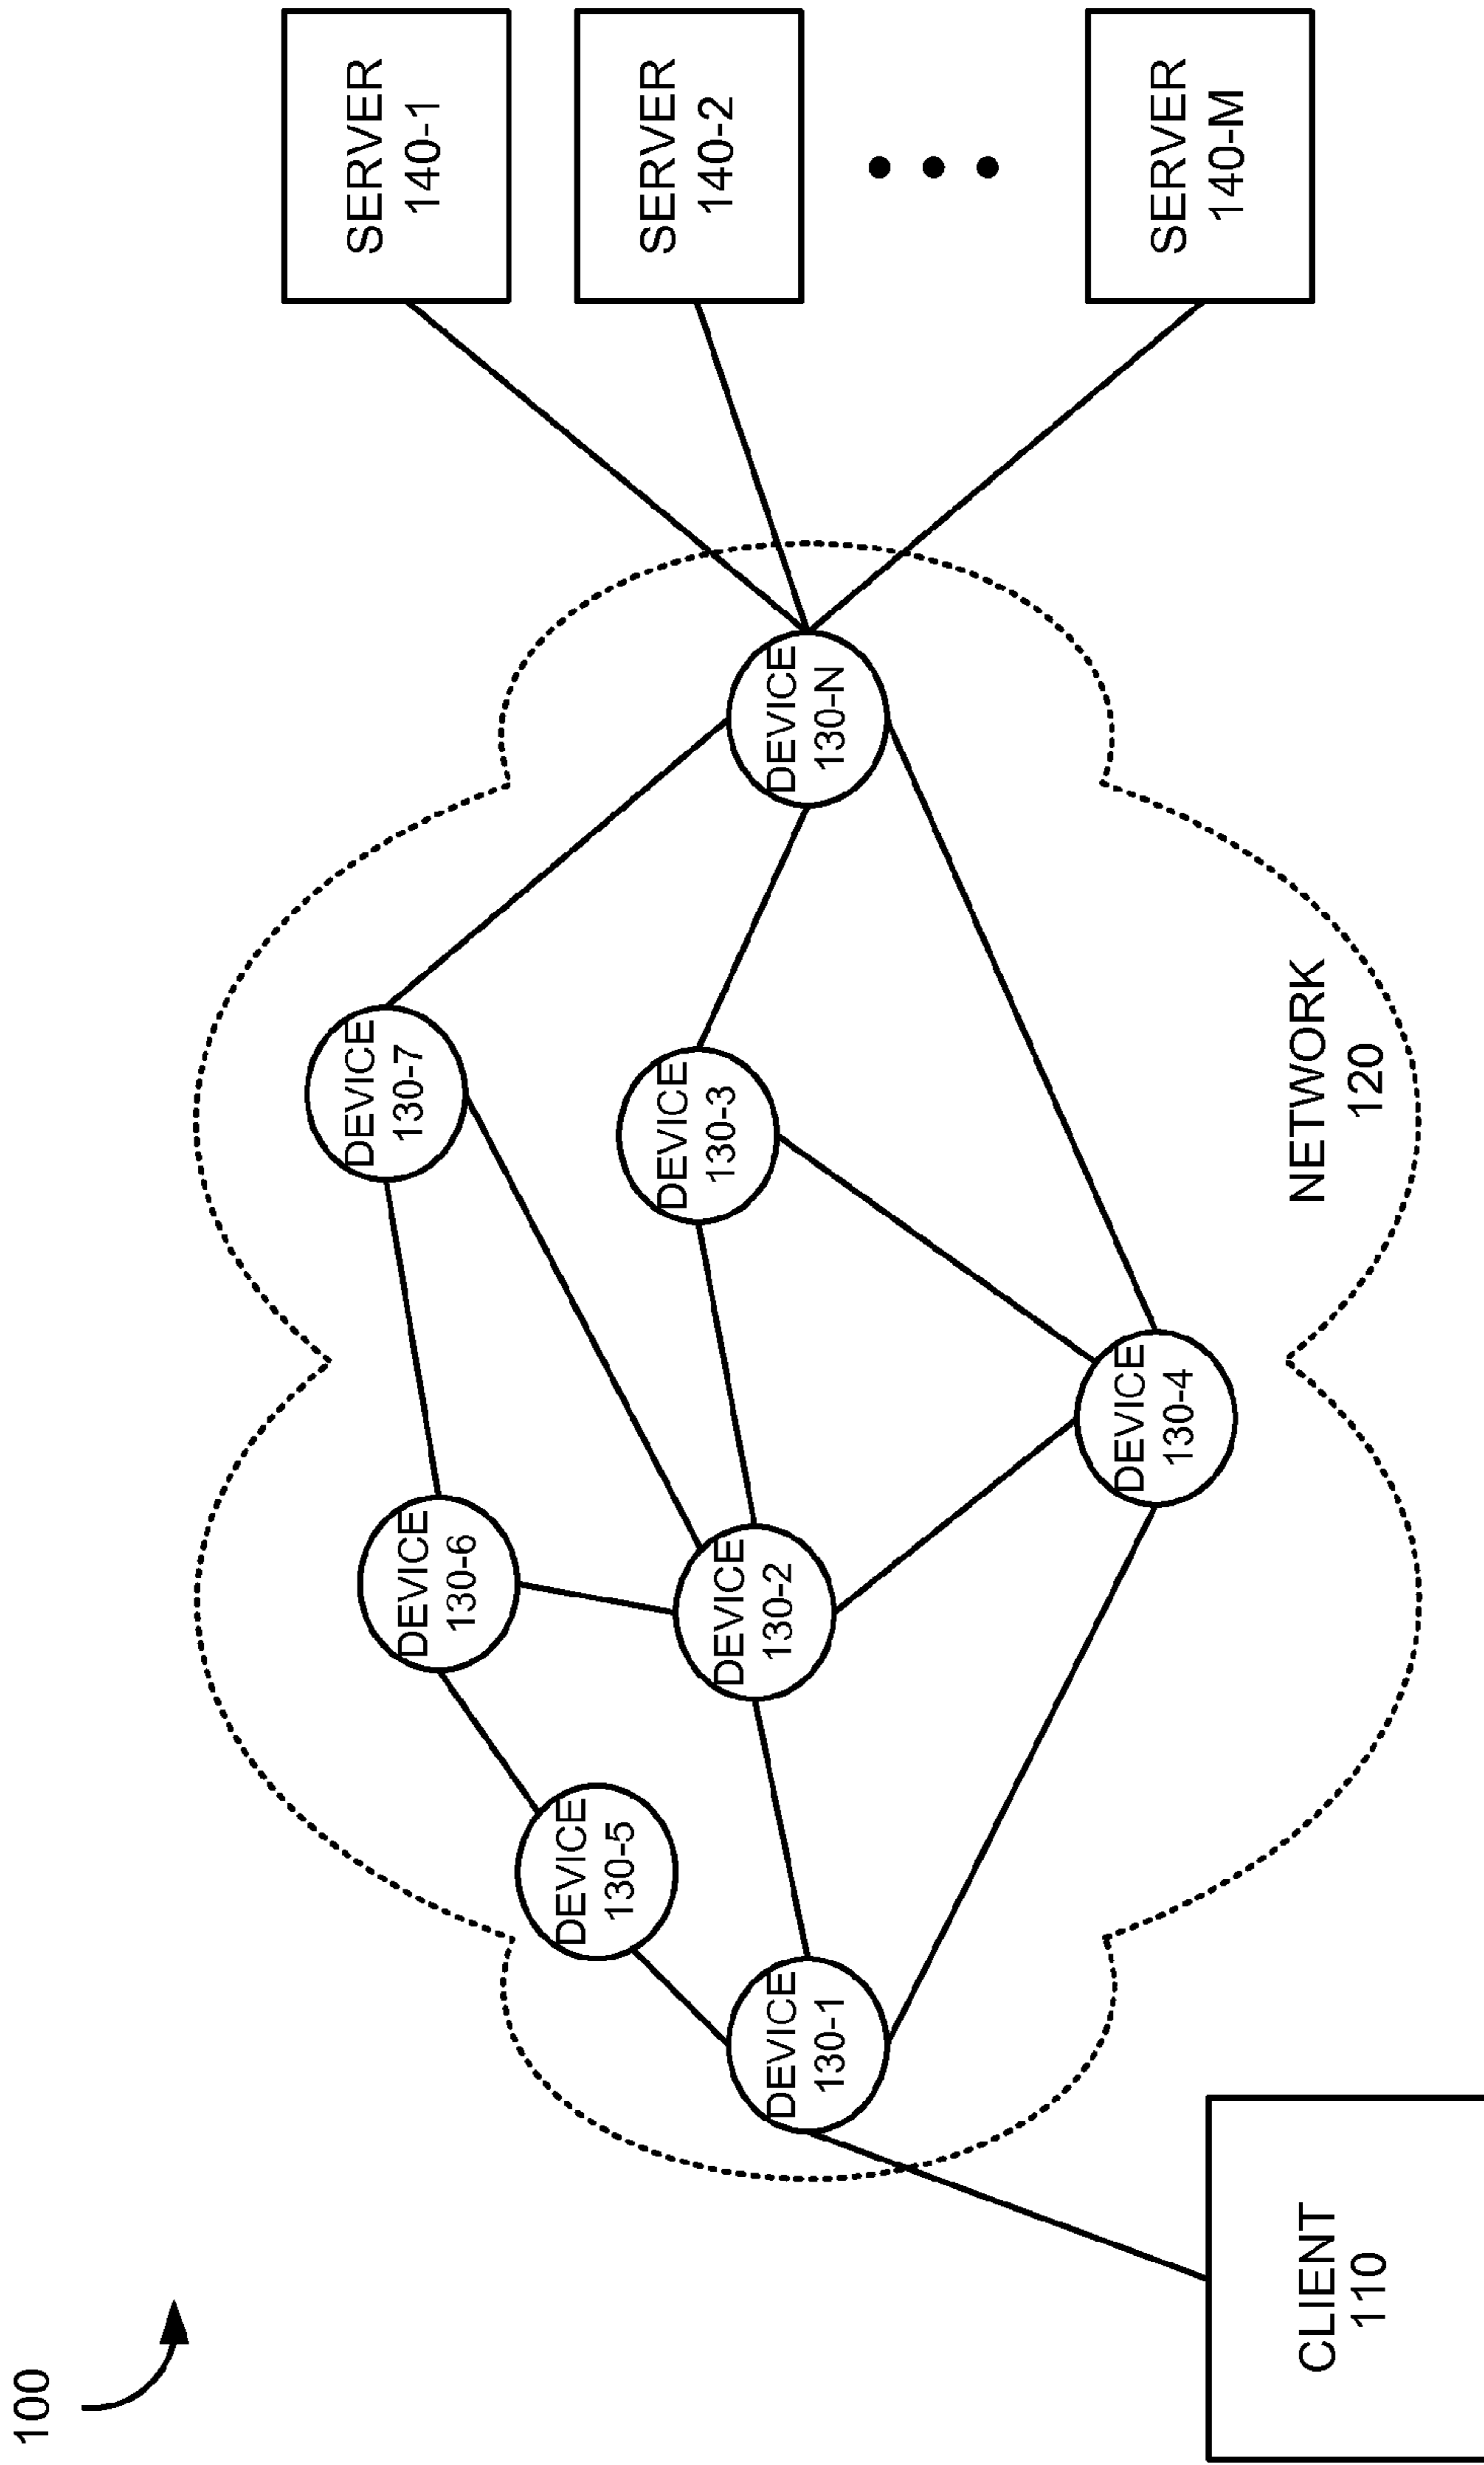 100
CLIENT
110
DEVICE
130-1
DEVICE
130-5
DEVICE
130-6
DEVICE
130-2
DEVICE
130-4
DEVICE
130-7
DEVICE
130-3
DEVICE
130-N
NETWORK
120
SERVER
140-1
SERVER
140-2
SERVER
140-M